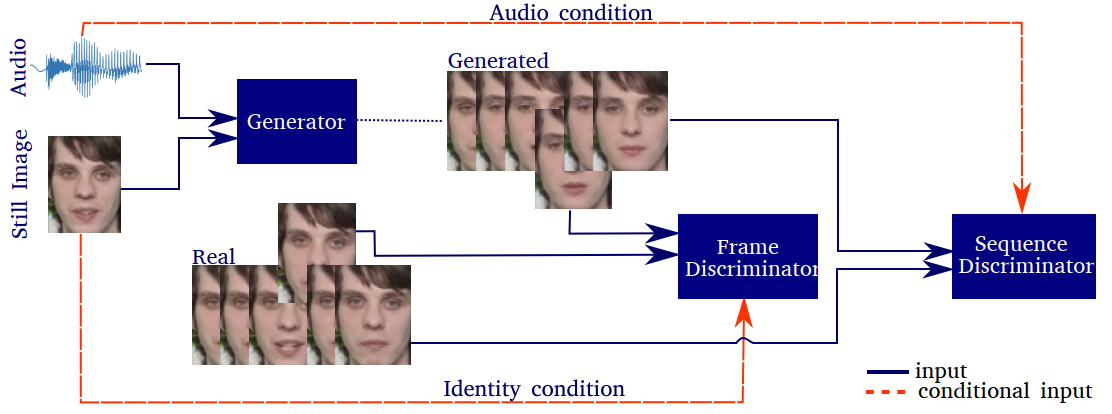 Audio condition
Audio
Generated
Generator
Still Image
Real
Frame
Discriminator
Sequence
Discriminator
Identity condition
input
conditional input